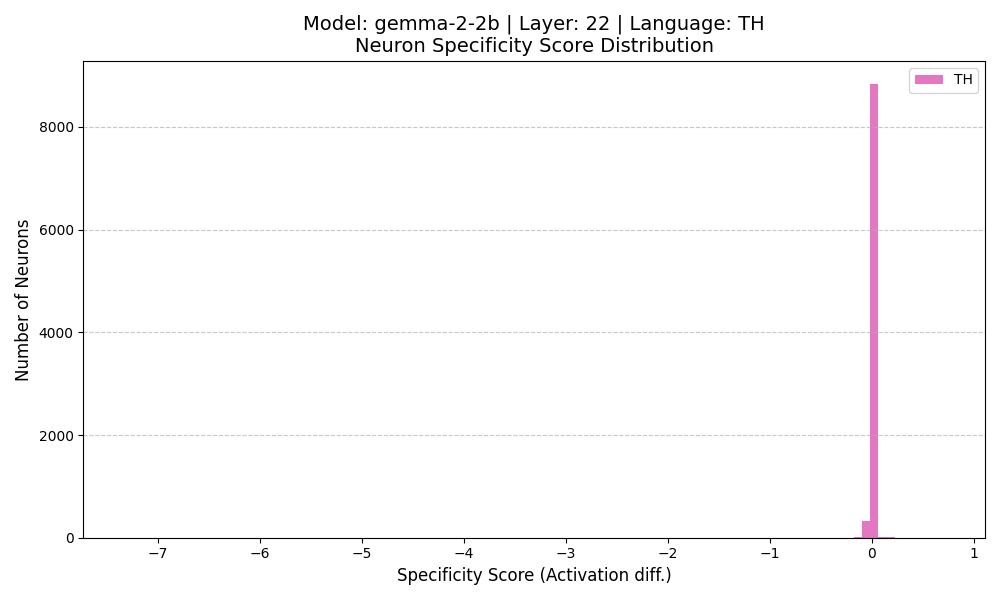 Model: gemma-2-2b | Layer: 22 | Language: TH
Neuron Specificity Score Distribution
TH
Number of Neurons
8000
6000
4000
2000
0
−7 −6 −5 −4 −3 −2 −1 0 1
Specificity Score (Activation diff.)